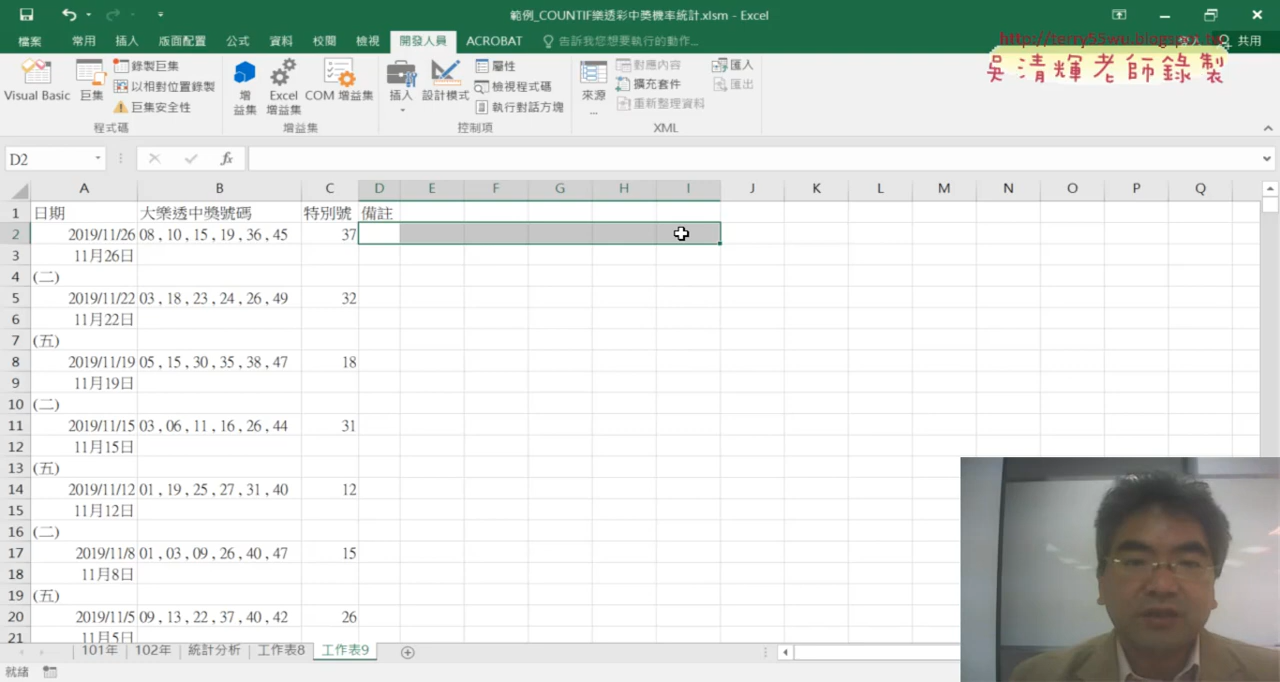 範例_COUNTIF樂透彩中獎機率統計.xlsm - Excel
檔案 常用 插入 版面配置 公式 資料 校閱 檢視 開發人員 ACROBAT 告訴我您想要執行的動作... 共用
http://terry55wu.blogspot.tw
吳清輝老師錄製
Visual Basic 巨集 錄製巨集 以相對位置錄製 巨集安全性 程式碼
增益集 Excel 增益集 COM 增益集 增益集
插入 設計模式 屬性 檢視程式碼 執行對話方塊 控制項
來源... 對應內容 擴充套件 重新整理資料 匯入 匯出 XML
D2 fx
A B C D E F G H I J K L M N O P Q
1 日期 大樂透中獎號碼 特別號 備註
2 2019/11/26 08 , 10 , 15 , 19 , 36 , 45 37
3 11月26日
4 (二)
5 2019/11/22 03 , 18 , 23 , 24 , 26 , 49 32
6 11月22日
7 (五)
8 2019/11/19 05 , 15 , 30 , 35 , 38 , 47 18
9 11月19日
10 (二)
11 2019/11/15 03 , 06 , 11 , 16 , 26 , 44 31
12 11月15日
13 (五)
14 2019/11/12 01 , 19 , 25 , 27 , 31 , 40 12
15 11月12日
16 (二)
17 2019/11/8 01 , 03 , 09 , 26 , 40 , 47 15
18 11月8日
19 (五)
20 2019/11/5 09 , 13 , 22 , 37 , 40 , 42 26
21 11月5日
101年 102年 統計分析 工作表8 工作表9
就緒